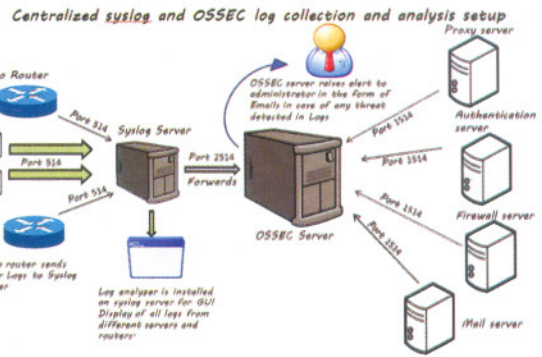 Centralized syslog and OSSEC log collection and analysis setup
Proxy server
o Router
OSSEC server raises alert to
administrator in the form of
Emails in case of any threat
detected in Logs
Port 514
Syslog Server
Port 1514
Authentication
server
Port 514
Port 2514
Forwards
Port 1514
Port 514
Port 1514
Firewall server
OSSEC Server
Port 1514
o router sends
r Logs to Syslog
er
Log analyzer is installed
on syslog server for GUI
Display of all logs from
different servers and
routers.
Mail server